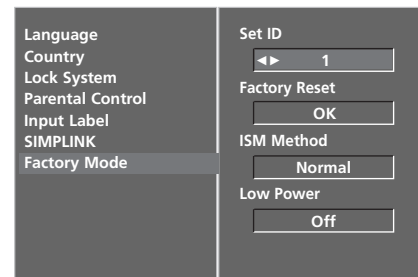 Language
Country
Lock System
Parental Control
Input Label
SIMPLINK
Factory Mode
Set ID
◄► 1
Factory Reset
OK
ISM Method
Normal
Low Power
Off